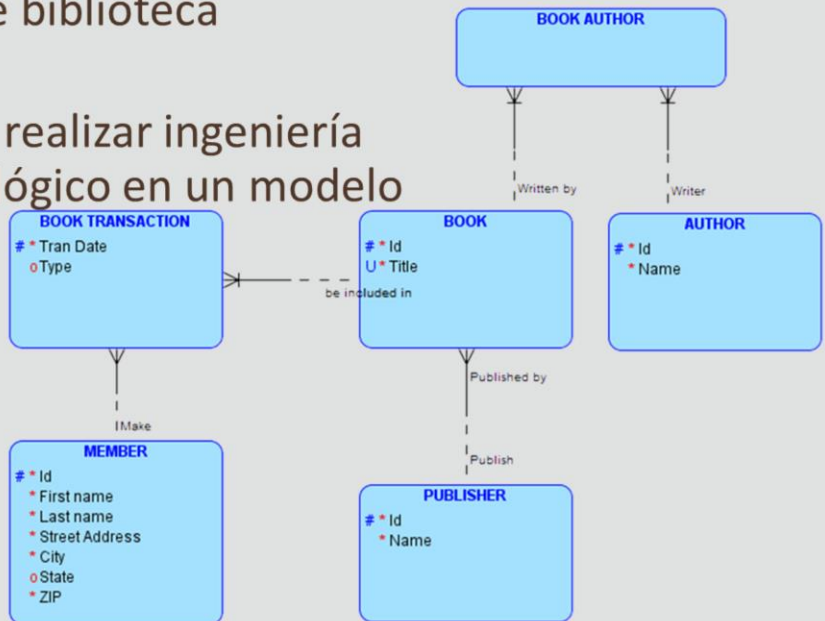 e biblioteca
realizar ingeniería
lógico en un modelo
BOOK AUTHOR
Written by
Writer
BOOK TRANSACTION
# * Tran Date
o Type
be included in
BOOK
# * Id
U * Title
AUTHOR
# * Id
* Name
Make
Published by
Publish
MEMBER
# * Id
* First name
* Last name
* Street Address
* City
o State
* ZIP
PUBLISHER
# * Id
* Name